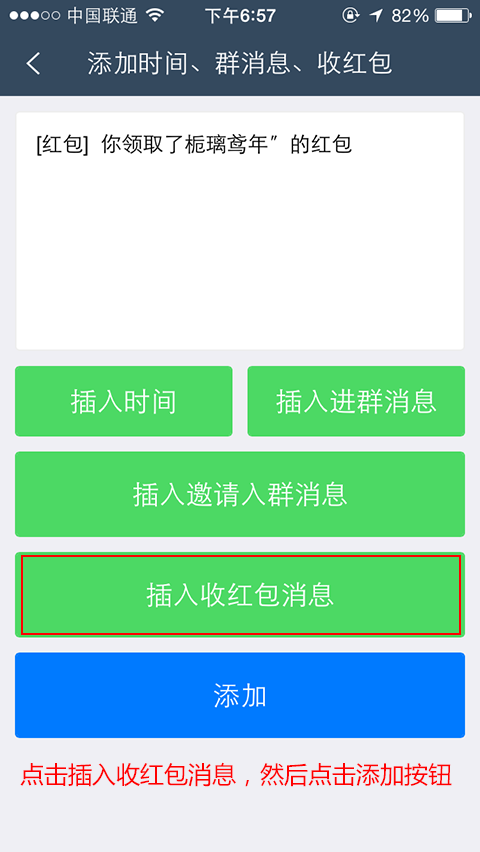 中国联通 下午6:57 82%
添加时间、群消息、收红包
[红包] 你领取了栀璃鸢年”的红包
插入时间 插入进群消息
插入邀请入群消息
插入收红包消息
添加
点击插入收红包消息，然后点击添加按钮